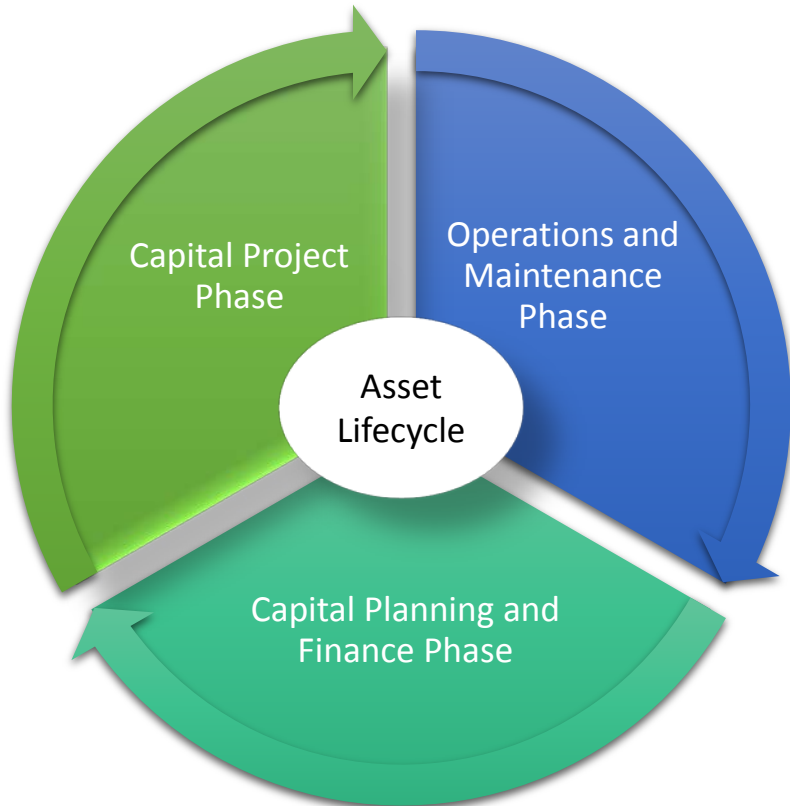 Capital Project
Phase
Operations and
Maintenance
Phase
Asset
Lifecycle
Capital Planning and
Finance Phase